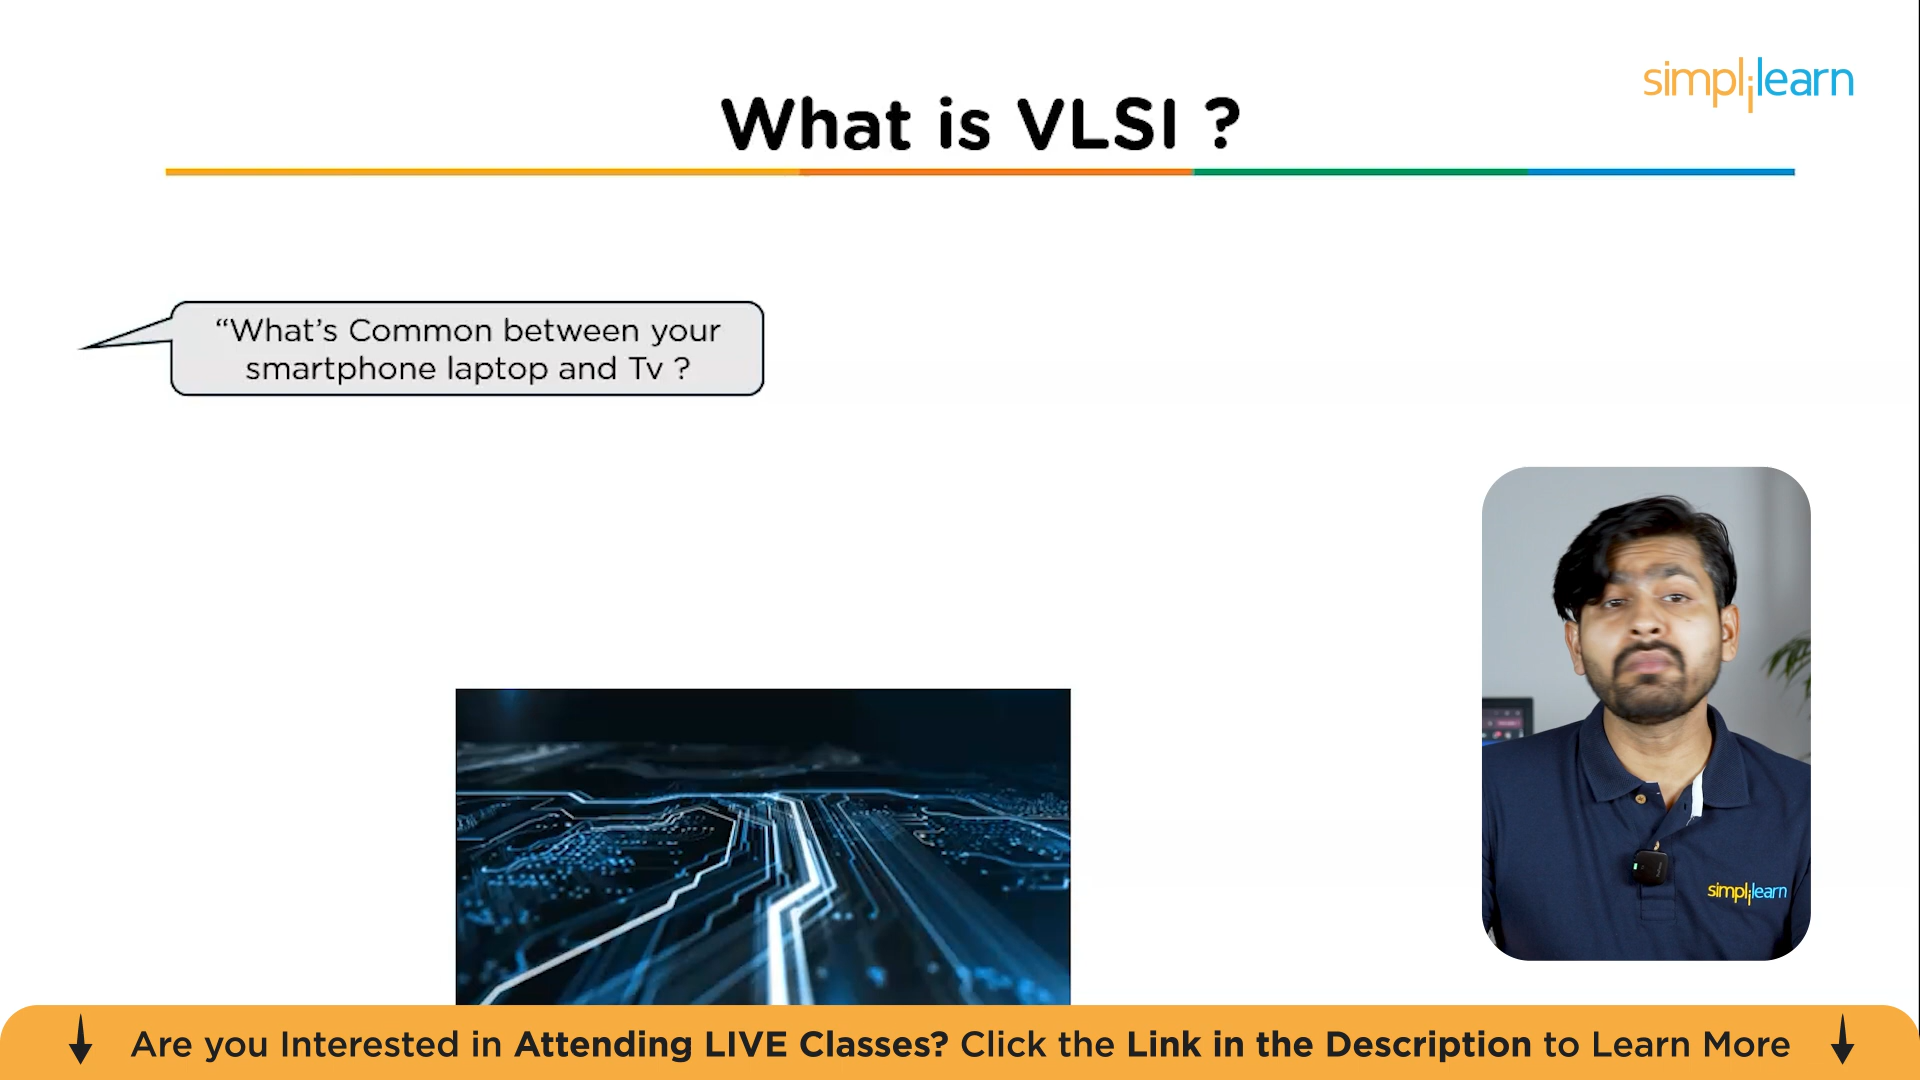 simplilearn
What is VLSI ?
“What’s Common between your
smartphone laptop and Tv ?
simplilearn
Are you Interested in Attending LIVE Classes? Click the Link in the Description to Learn More